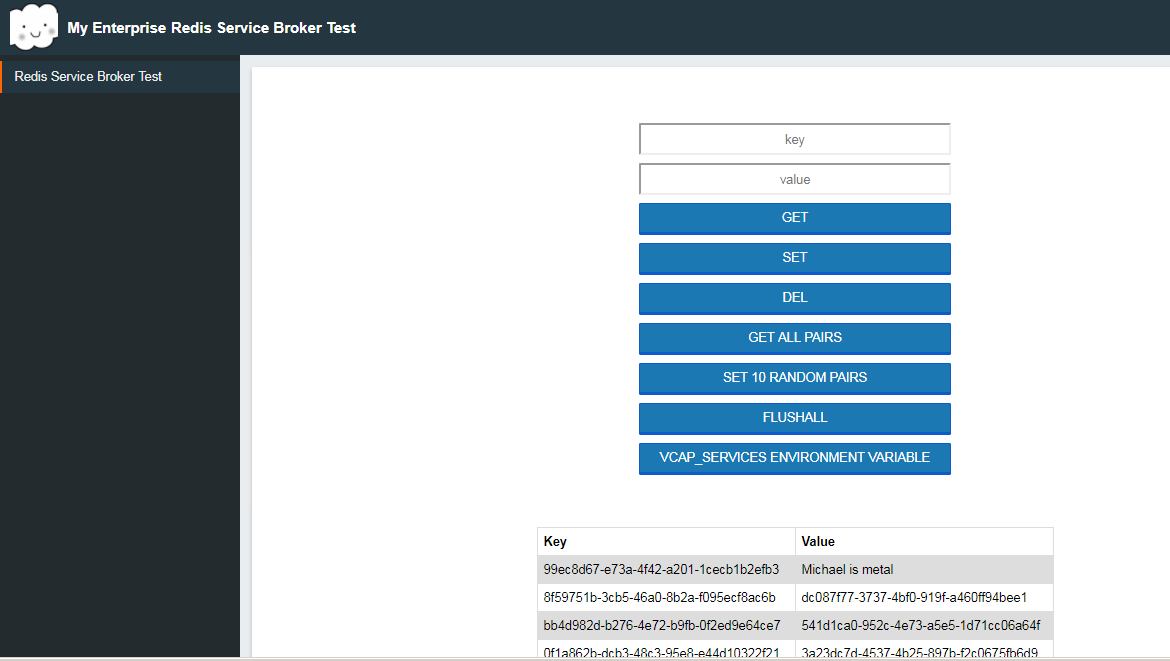 My Enterprise Redis Service Broker Test
Redis Service Broker Test
key
value
GET
SET
DEL
GET ALL PAIRS
SET 10 RANDOM PAIRS
FLUSHALL
VCAP_SERVICES ENVIRONMENT VARIABLE
Key Value
99ec8d67-e73a-4f42-a201-1cecb1b2efb3 Michael is metal
8f59751b-3cb5-46a0-8b2a-f095ecf8ac6b dc087f77-3737-4bf0-919f-a460ff94bee1
bb4d982d-b276-4e72-b9fb-0f2ed9e64ce7 541d1ca0-952c-4e73-a5e5-1d71cc06a64f
0f1a862b-dcb3-48c3-95e8-e44d10322f21 3a23dc7d-4537-4b25-897b-f2c0675fb6d9